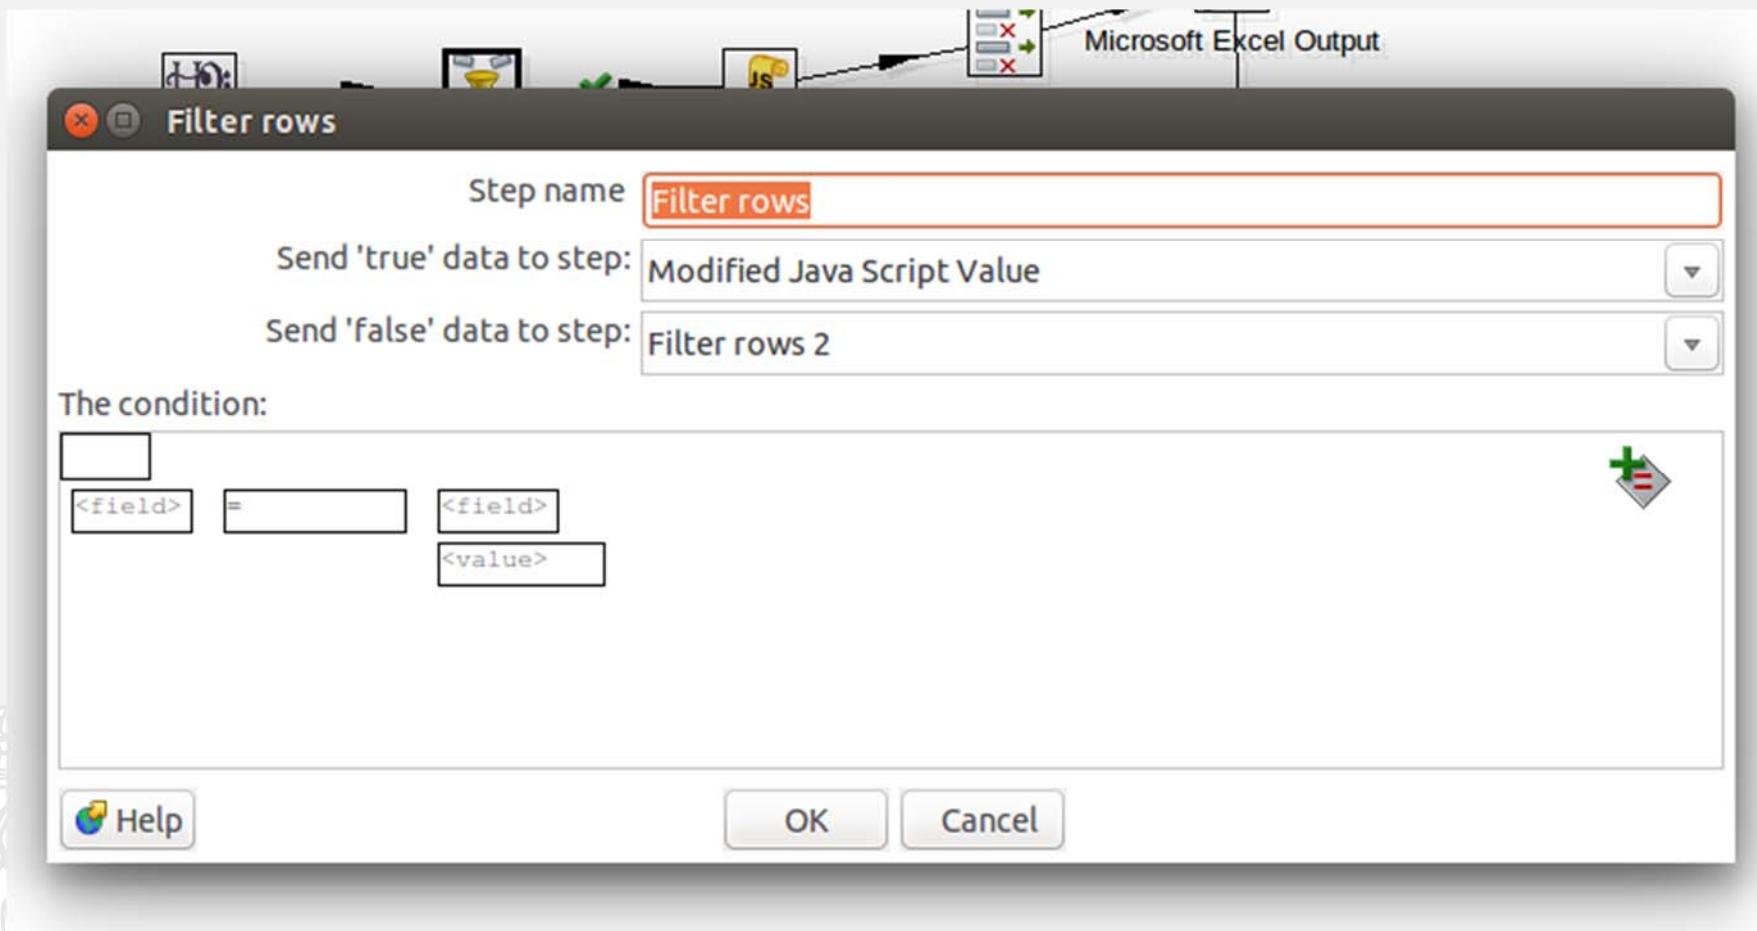 Microsoft Excel Output
JS
Filter rows
Step name
Filter rows
Send 'true' data to step:
Modified Java Script Value
Send 'false' data to step:
Filter rows 2
The condition:
<field>
=
<field>
<value>
Help
OK
Cancel